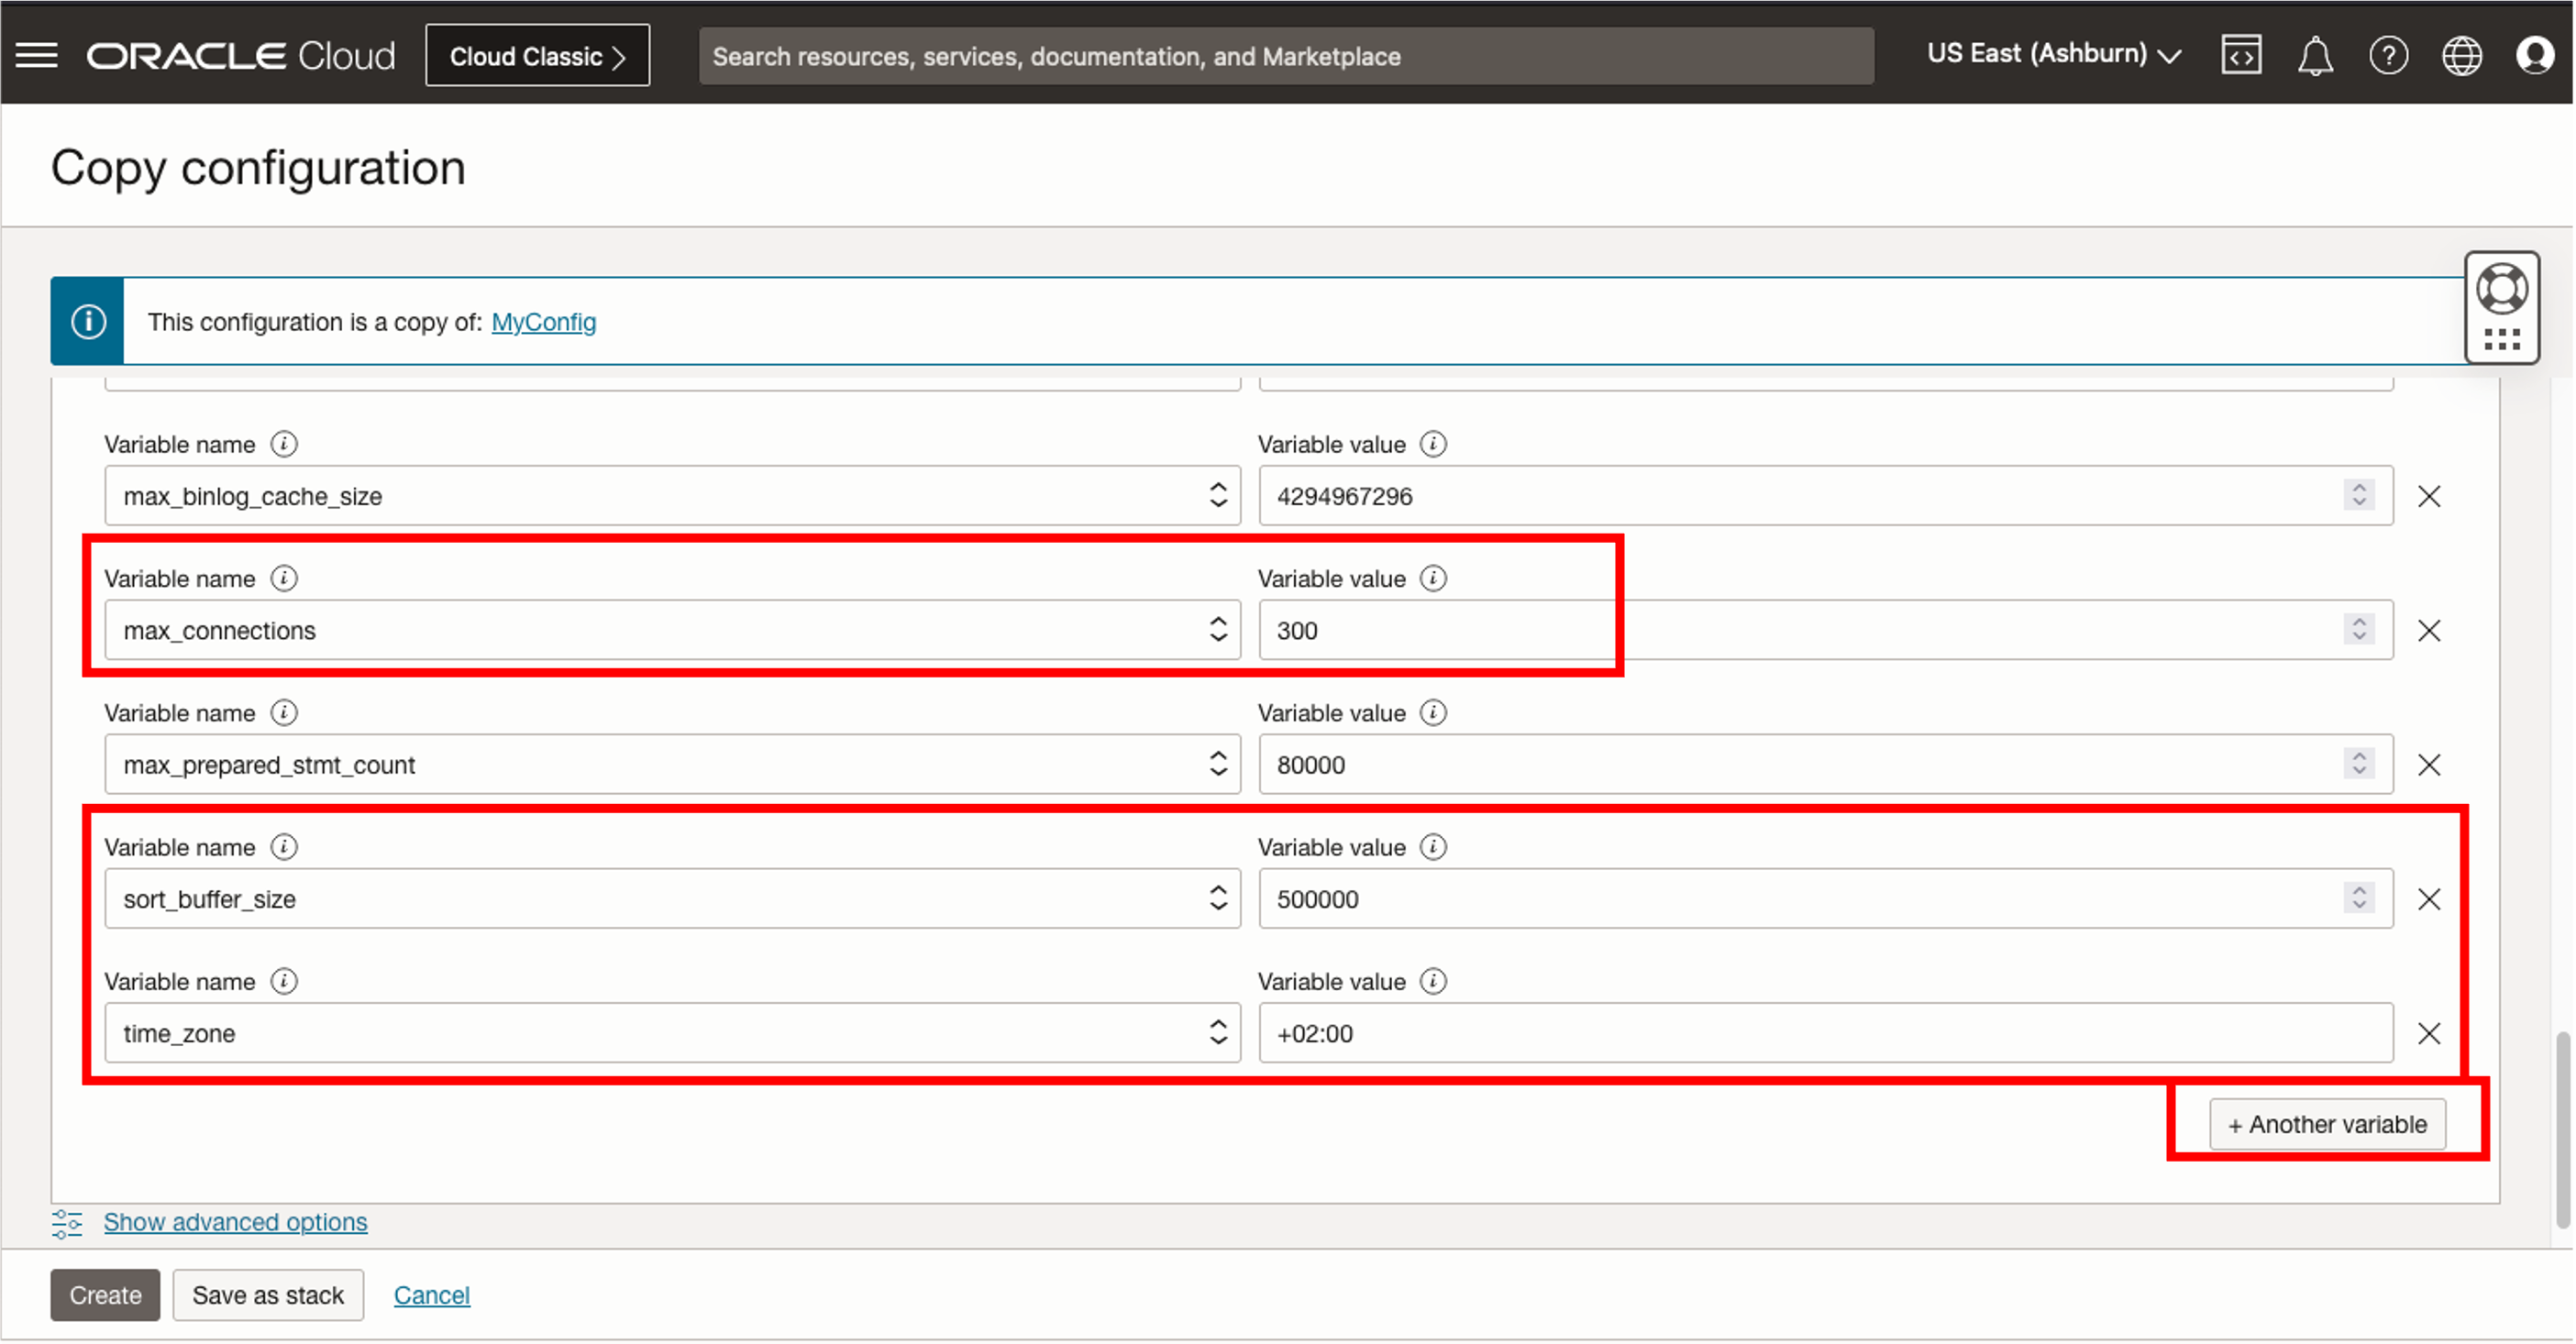 ORACLE Cloud
Cloud Classic >
Search resources, services, documentation, and Marketplace
US East (Ashburn)
Copy configuration
This configuration is a copy of: MyConfig
Variable name Variable value
max_binlog_cache_size 4294967296
Variable name Variable value
max_connections 300
Variable name Variable value
max_prepared_stmt_count 80000
Variable name Variable value
sort_buffer_size 500000
Variable name Variable value
time_zone +02:00
+ Another variable
Show advanced options
Create Save as stack Cancel